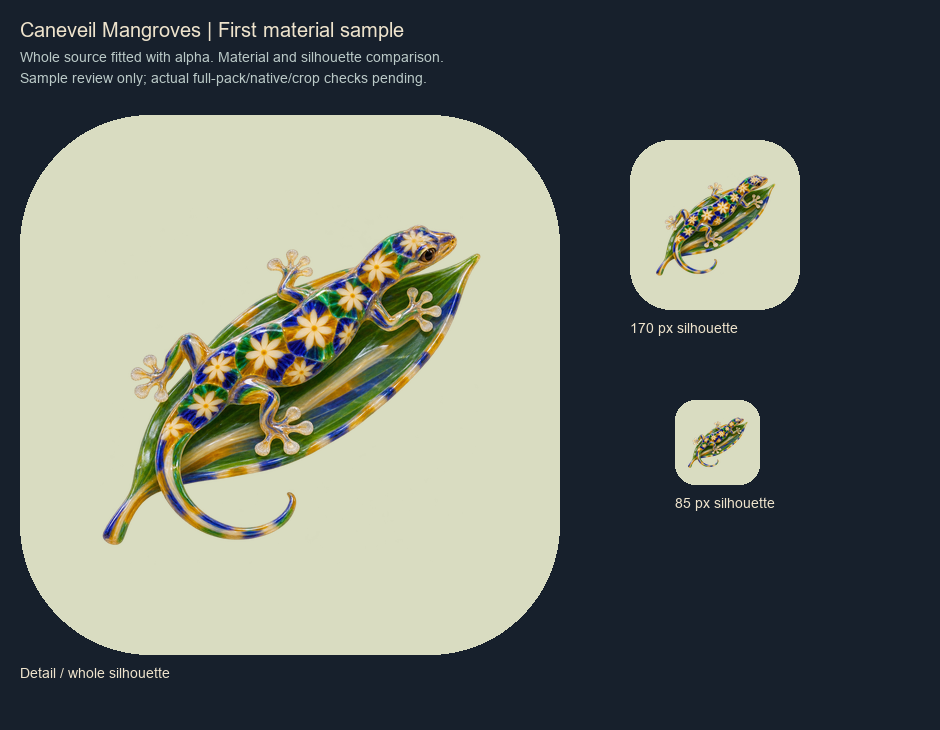 Caneveil Mangroves | First material sample
Whole source fitted with alpha. Material and silhouette comparison.
Sample review only; actual full-pack/native/crop checks pending.
170 px silhouette
85 px silhouette
Detail / whole silhouette